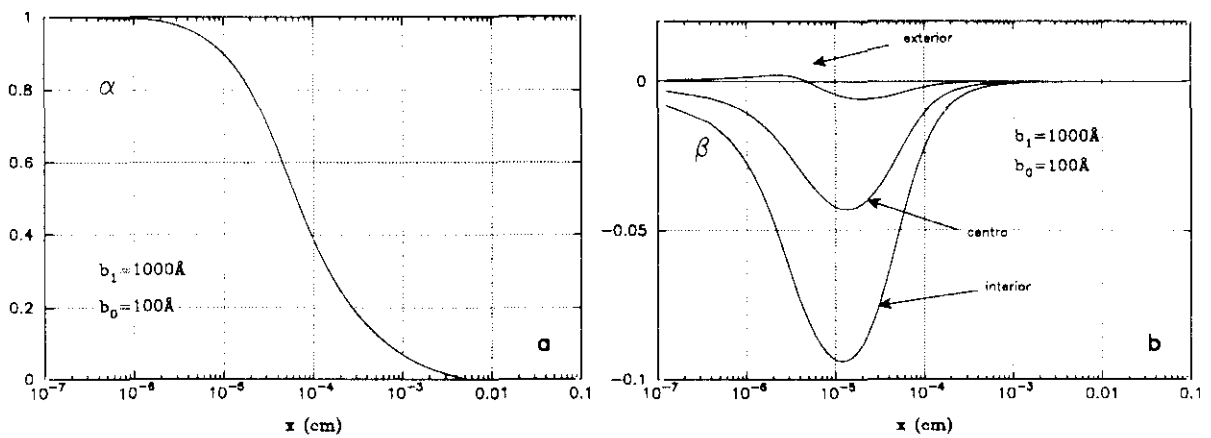 1
0.8
0.6
0.4
0.2
0
α
b₁=1000Å
b₀=100Å
a
10⁻⁷
10⁻⁶
10⁻⁵
10⁻⁴
10⁻³
0.01
0.1
x (cm)
0
−0.05
−0.1
exterior
β
b₁=1000Å
b₀=100Å
centro
interior
b
10⁻⁷
10⁻⁶
10⁻⁵
10⁻⁴
10⁻³
0.01
0.1
x (cm)